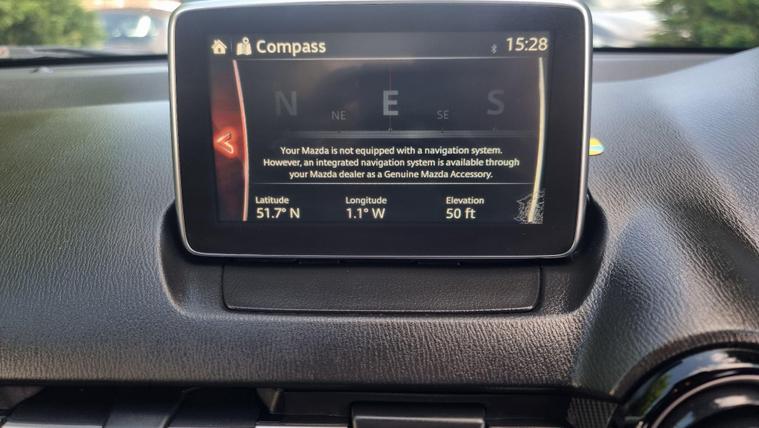 Compass
15:28
N NE E SE S
Your Mazda is not equipped with a navigation system.
However, an integrated navigation system is available through
your Mazda dealer as a Genuine Mazda Accessory.
Latitude Longitude Elevation
51.7° N 1.1° W 50 ft